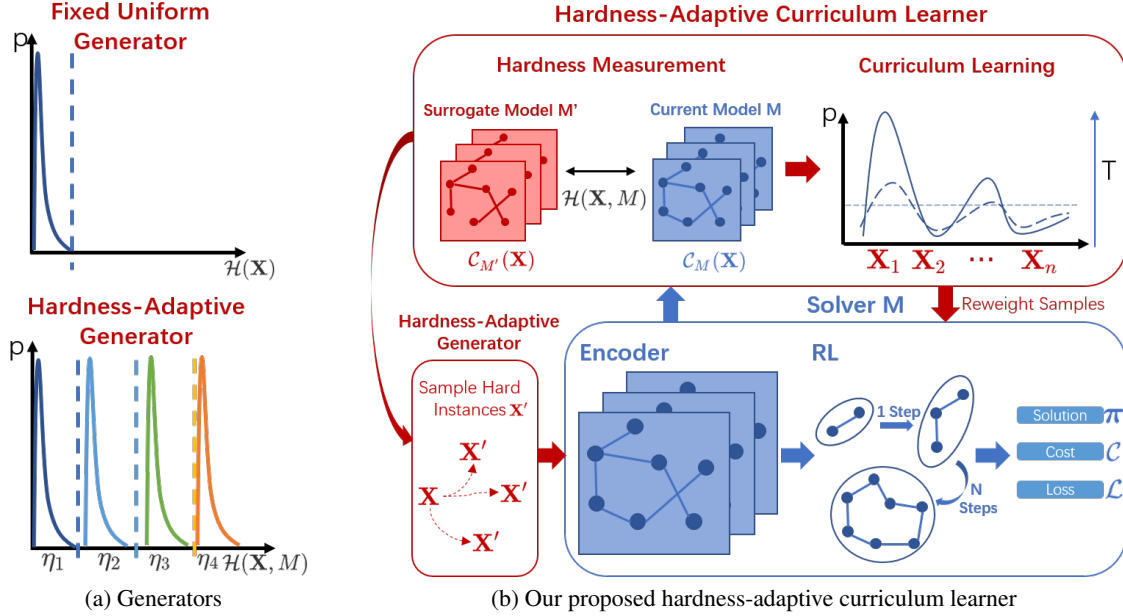 Fixed Uniform
Generator
p
H(X)
Hardness-Adaptive
Generator
p
η1 η2 η3 η4 H(X, M)
(a) Generators
Hardness-Adaptive Curriculum Learner
Hardness Measurement
Surrogate Model M'
Current Model M
H(X, M)
C_M'(X)
C_M(X)
Curriculum Learning
p
T
X1 X2 ... Xn
Reweight Samples
Hardness-Adaptive
Generator
Sample Hard
Instances X'
X'
X
X'
X'
Solver M
Encoder
RL
1 Step
N
Steps
Solution π
Cost C
Loss L
(b) Our proposed hardness-adaptive curriculum learner